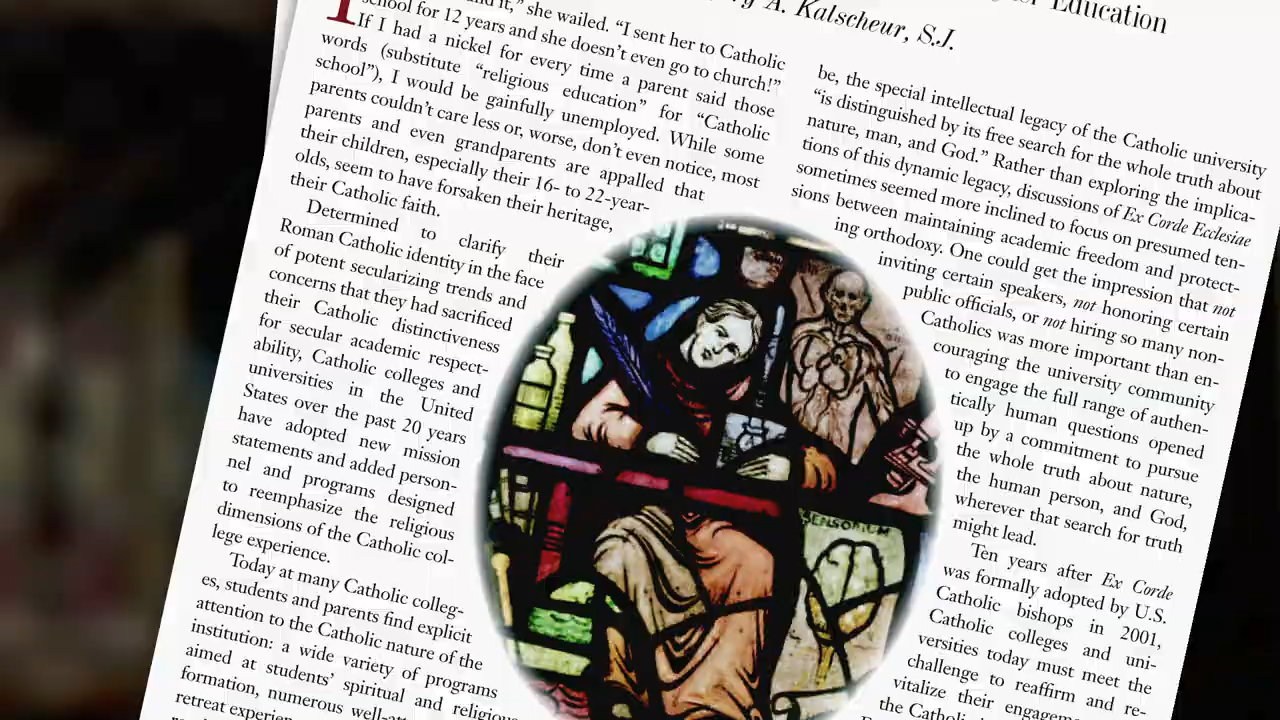 Education
A. Kalscheur, S.J.
and it,” she wailed. “I sent her to Catholic
school for 12 years and she doesn’t even go to church!”
If I had a nickel for every time a parent said those
words (substitute “religious education” for “Catholic
school”), I would be gainfully unemployed. While some
parents couldn’t care less or, worse, don’t even notice, most
parents and even grandparents are appalled that
their children, especially their 16- to 22-year-
olds, seem to have forsaken their heritage,
their Catholic faith.
Determined to clarify their
Roman Catholic identity in the face
of potent secularizing trends and
concerns that they had sacrificed
their Catholic distinctiveness
for secular academic respect-
ability, Catholic colleges and
universities in the United
States over the past 20 years
have adopted new mission
statements and added person-
nel and programs designed
to reemphasize the religious
dimensions of the Catholic col-
lege experience.
Today at many Catholic colleg-
es, students and parents find explicit
attention to the Catholic nature of the
institution: a wide variety of programs
aimed at students’ spiritual and religious
formation, numerous
retreat
be, the special intellectual legacy of the Catholic university
“is distinguished by its free search for the whole truth about
nature, man, and God.” Rather than exploring the implica-
tions of this dynamic legacy, discussions of Ex Corde Ecclesiae
sometimes seemed more inclined to focus on presumed ten-
sions between maintaining academic freedom and protect-
ing orthodoxy. One could get the impression that not
inviting certain speakers, not honoring certain
public officials, or not hiring so many non-
Catholics was more important than en-
couraging the university community
to engage the full range of authen-
tically human questions opened
up by a commitment to pursue
the whole truth about nature,
the human person, and God,
wherever that search for truth
might lead.
Ten years after Ex Corde
was formally adopted by U.S.
Catholic bishops in 2001,
Catholic colleges and uni-
versities today must meet the
challenge to reaffirm and re-
vitalize their
the Catholic
SENSORIUM